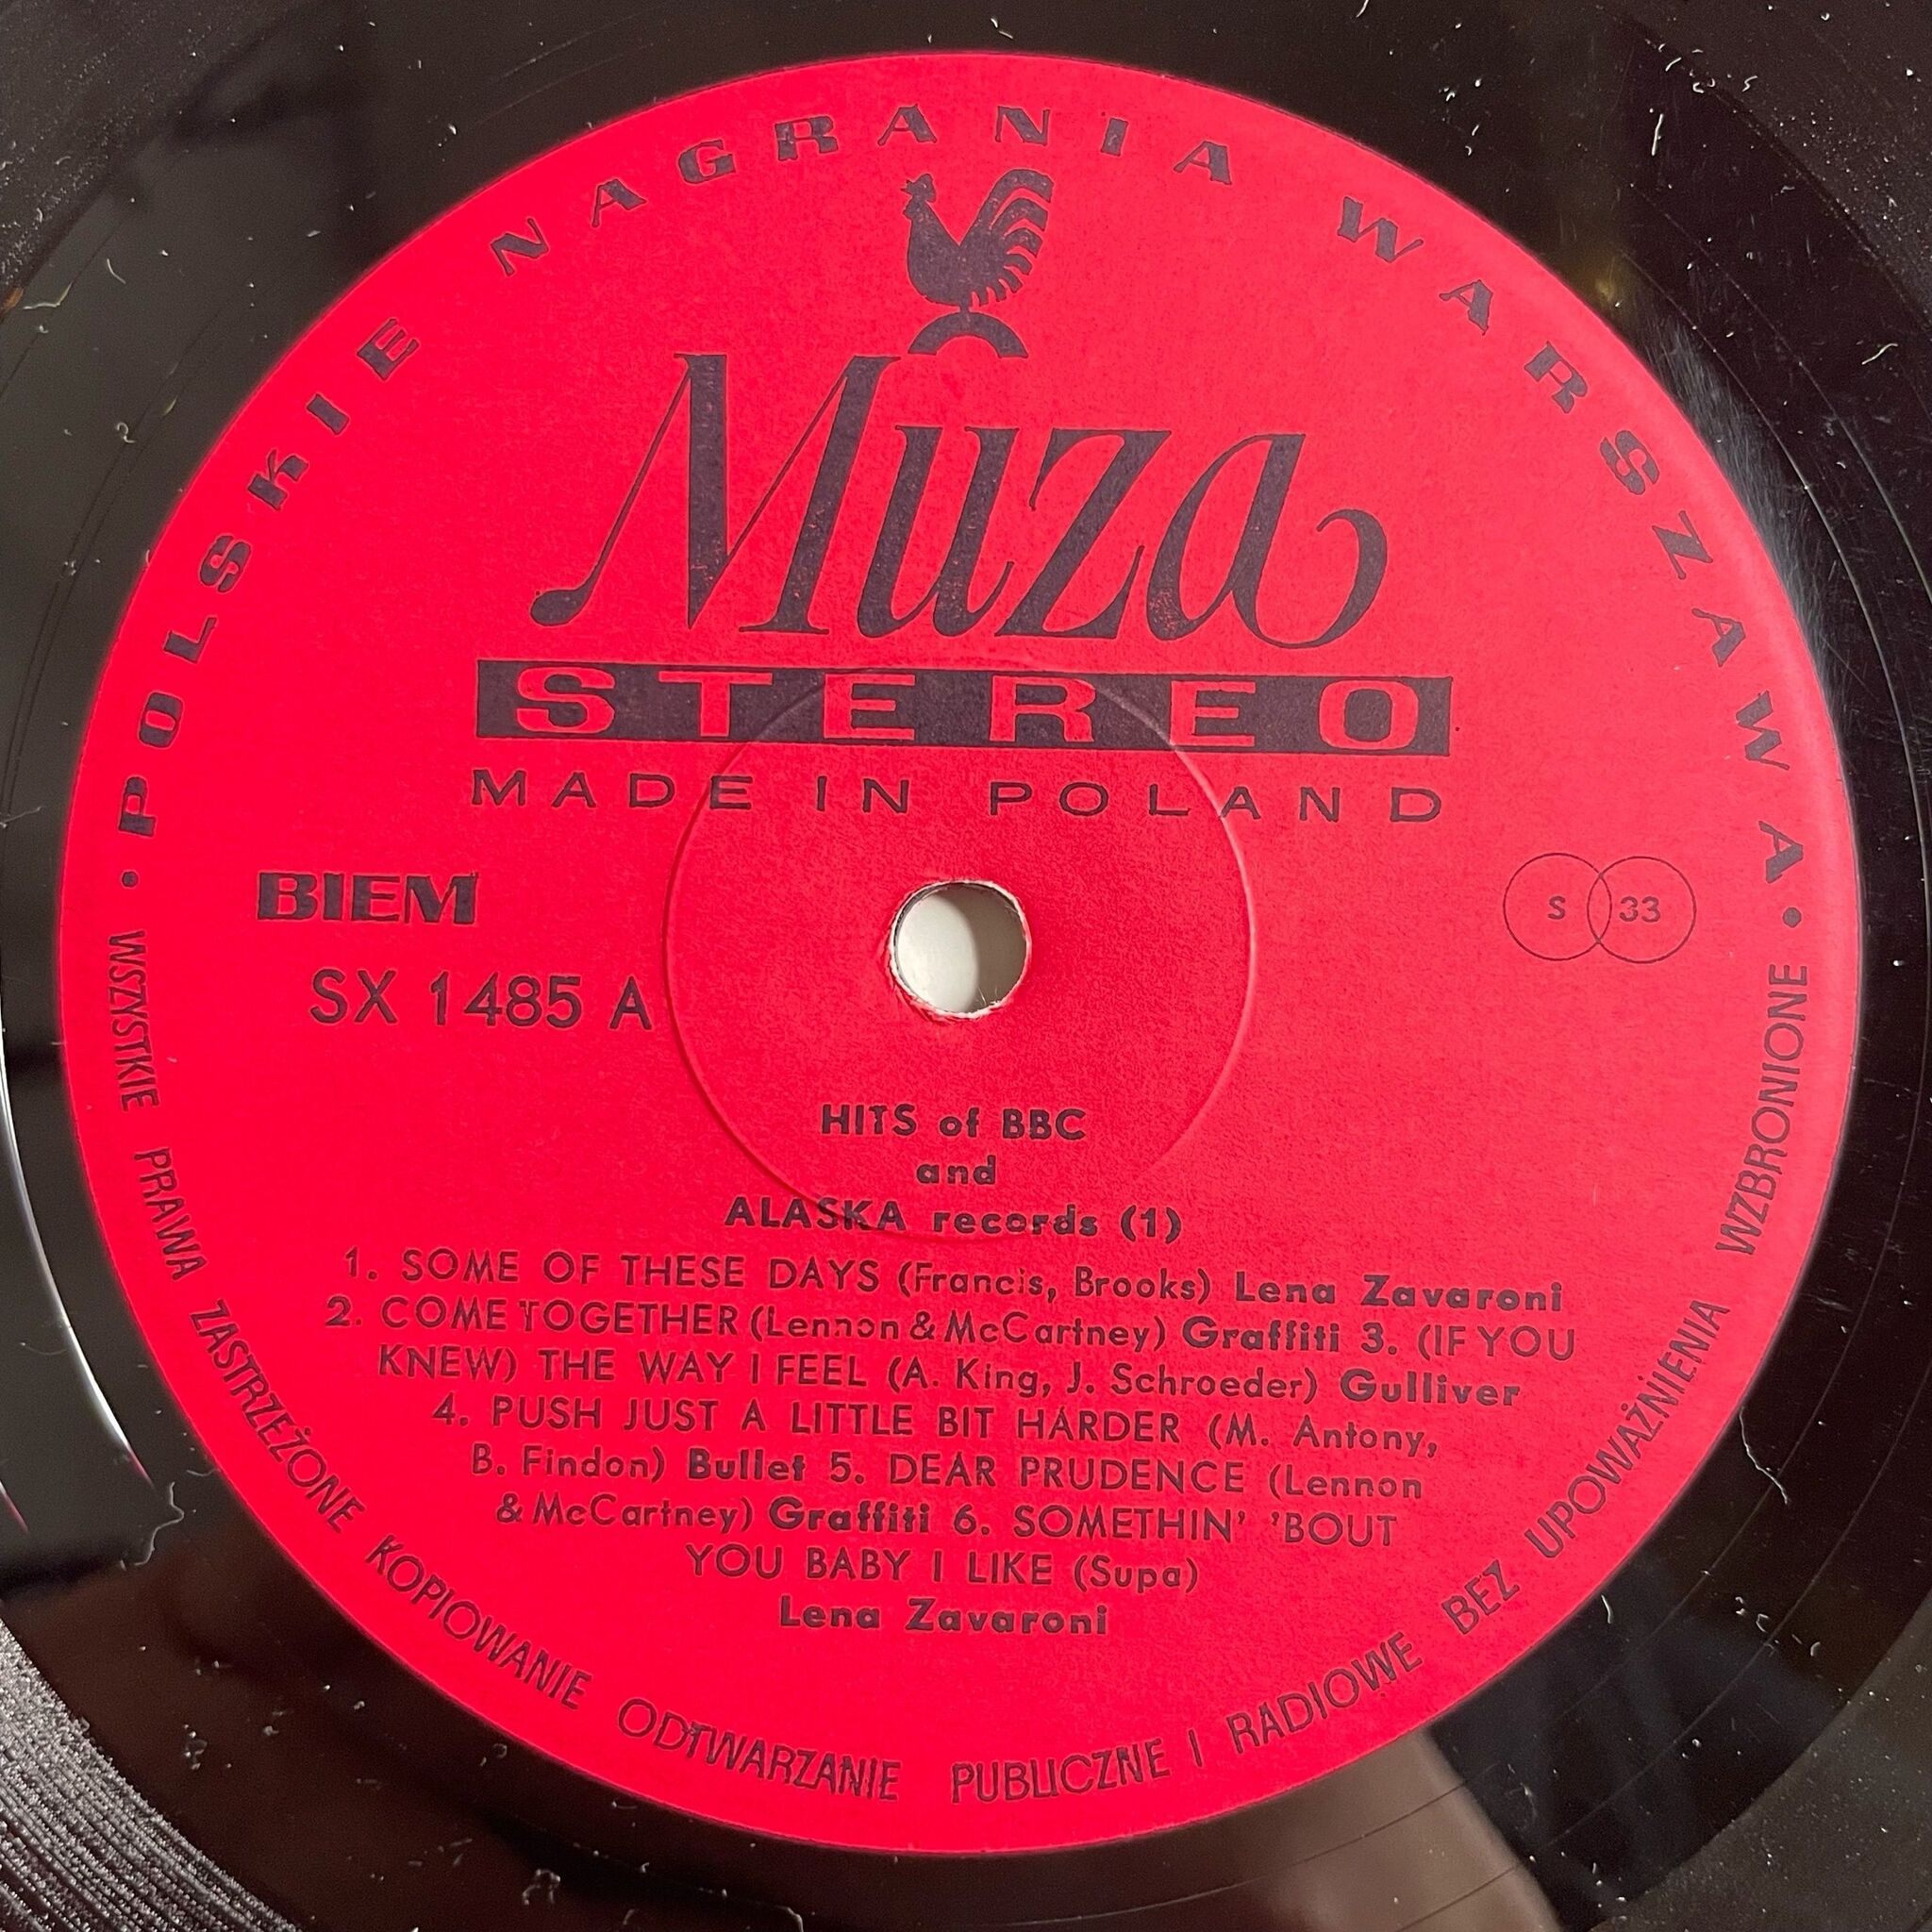 POLSKIE NAGRANIA WARSZAWA
Muza
STEREO
MADE IN POLAND
BIEM
S 33
SX 1485 A
HITS of BBC
and
ALASKA records (1)
1. SOME OF THESE DAYS (Francis, Brooks) Lena Zavaroni
2. COME TOGETHER (Lennon & McCartney) Graffiti 3. (IF YOU
KNEW) THE WAY I FEEL (A. King, J. Schroeder) Gulliver
4. PUSH JUST A LITTLE BIT HARDER (M. Antony,
B. Findon) Bullet 5. DEAR PRUDENCE (Lennon
& McCartney) Graffiti 6. SOMETHIN' 'BOUT
YOU BABY I LIKE (Supa)
Lena Zavaroni
• WSZYSTKIE PRAWA ZASTRZEŻONE KOPIOWANIE ODTWARZANIE PUBLICZNE I RADIOWE BEZ UPOWAŻNIENIA WZBRONIONE •